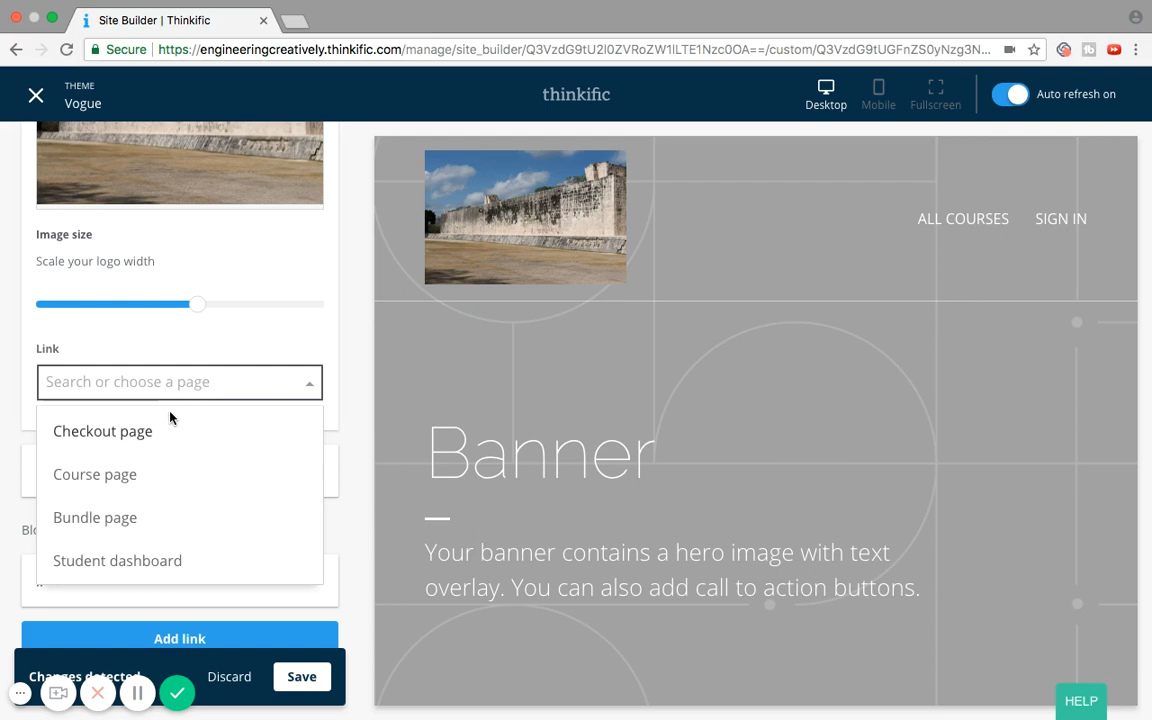 Site Builder | Thinkific
Secure https://engineeringcreatively.thinkific.com/manage/site_builder/Q3VzdG9tU2l0ZVRoZW1lLTE1Nzc0OA==/custom/Q3VzdG9tUGFnZS0yNzg3N...
THEME
Vogue
thinkific
Desktop
Mobile
Fullscreen
Auto refresh on
Image size
Scale your logo width
Link
Search or choose a page
Checkout page
Course page
Bundle page
Student dashboard
Add link
Changes detected
Discard
Save
ALL COURSES
SIGN IN
Banner
Your banner contains a hero image with text
overlay. You can also add call to action buttons.
HELP